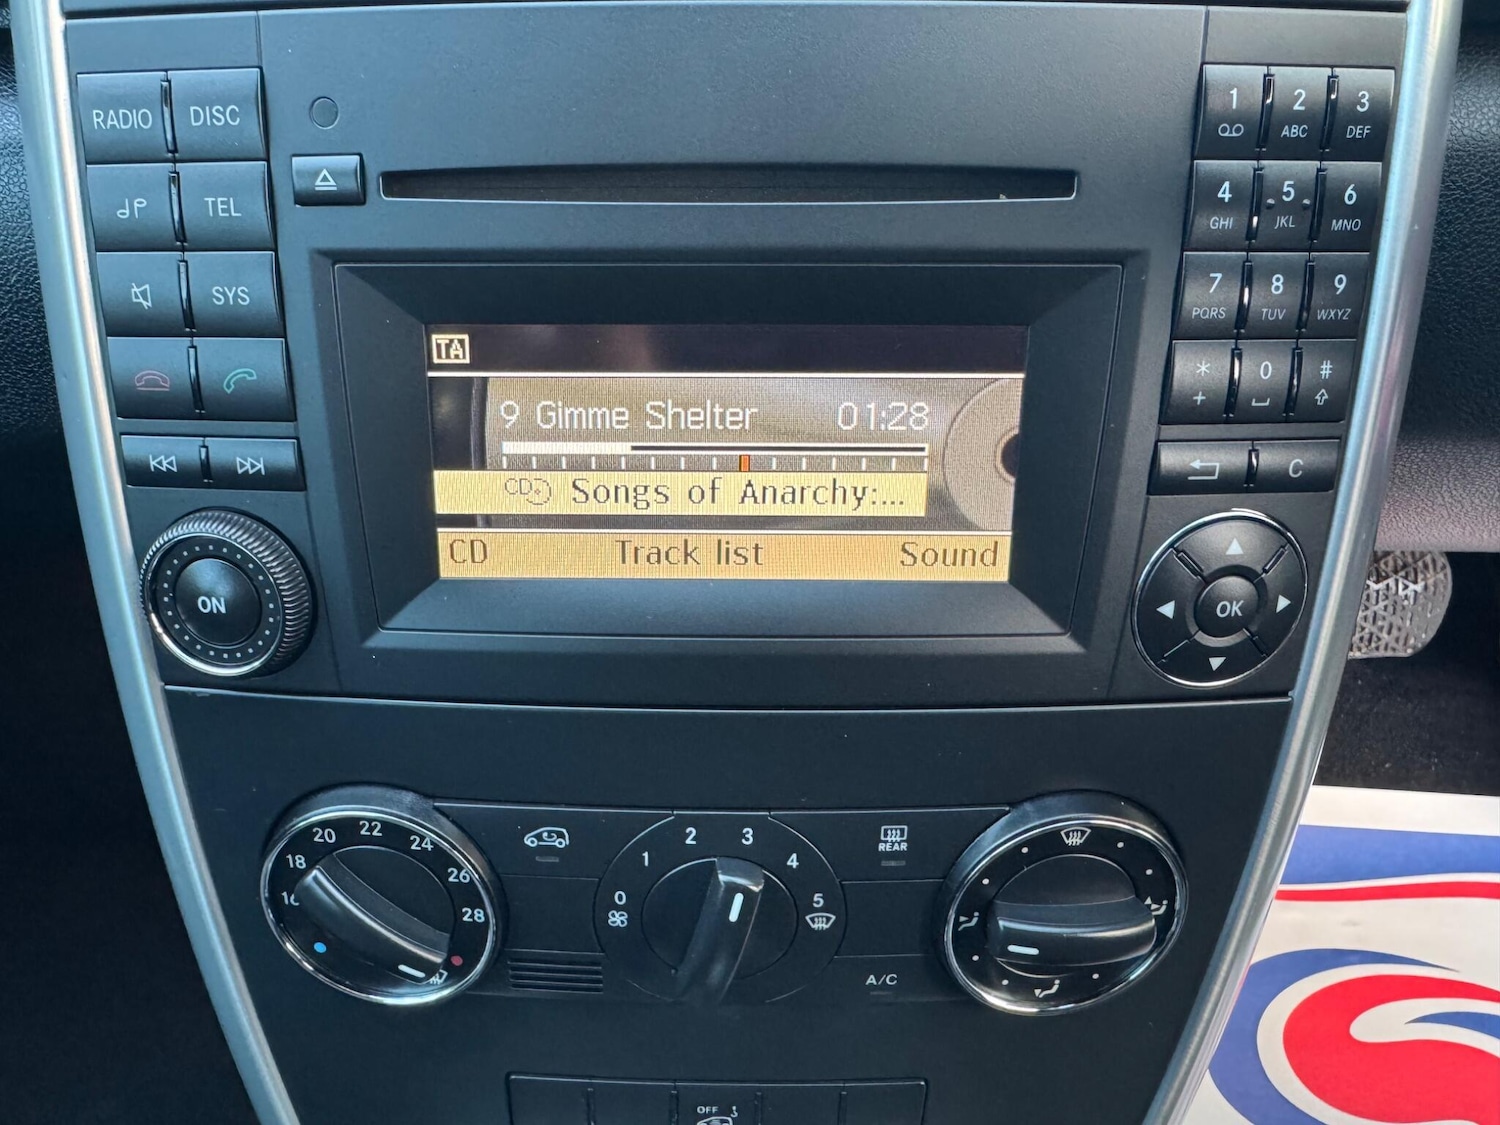 RADIO DISC
TEL
SYS
ON
TA
9 Gimme Shelter 01:28
CD Songs of Anarchy:...
CD Track list Sound
1 2 ABC 3 DEF
4 GHI 5 JKL 6 MNO
7 PQRS 8 TUV 9 WXYZ
* + 0 #
C
OK
16 18 20 22 24 26 28
0 1 2 3 4 5
REAR
A/C
OFF